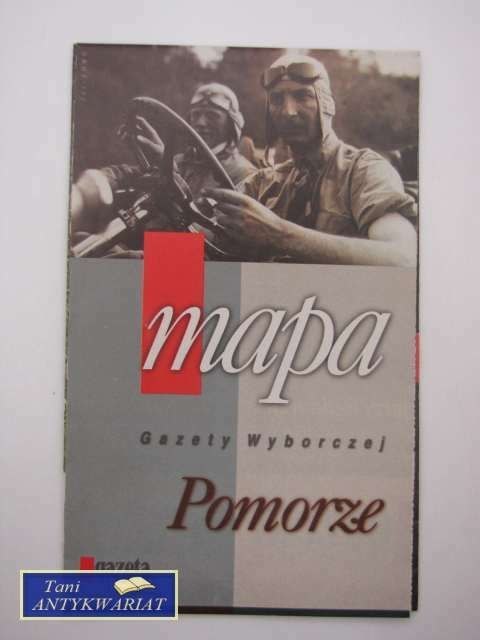 mapa
Gazety Wyborczej
Pomorze
gazeta
Tani
ANTYKWARIAT